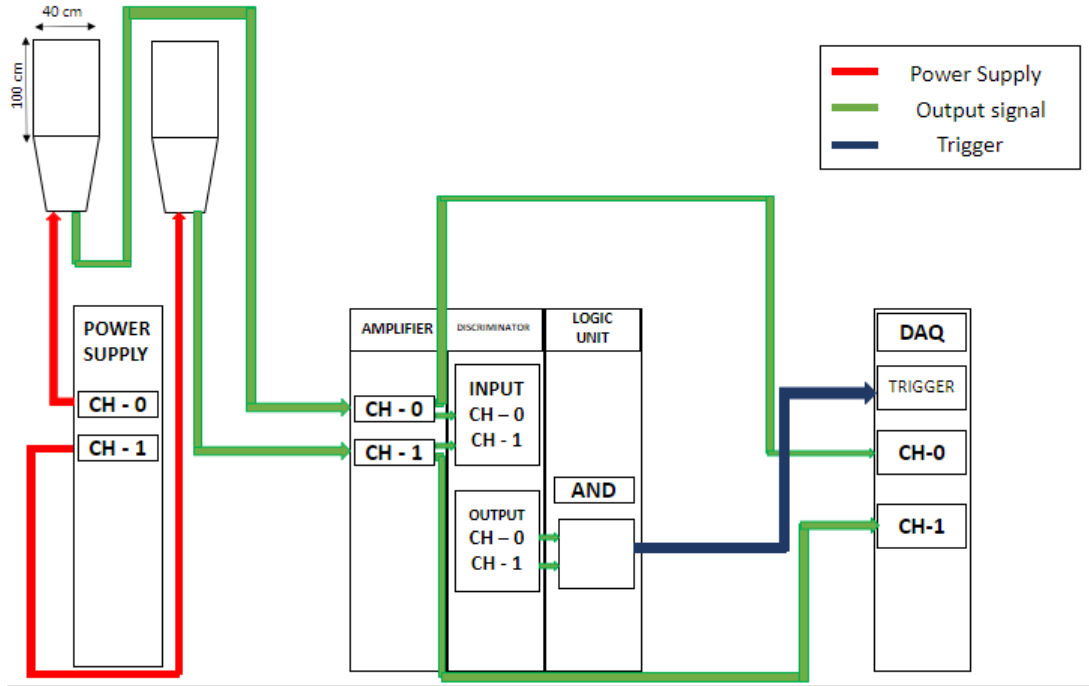 40 cm
100 cm
Power Supply
Output signal
Trigger
POWER
SUPPLY
CH - 0
CH - 1
AMPLIFIER
CH - 0
CH - 1
DISCRIMINATOR
INPUT
CH – 0
CH - 1
OUTPUT
CH – 0
CH - 1
LOGIC
UNIT
AND
DAQ
TRIGGER
CH-0
CH-1